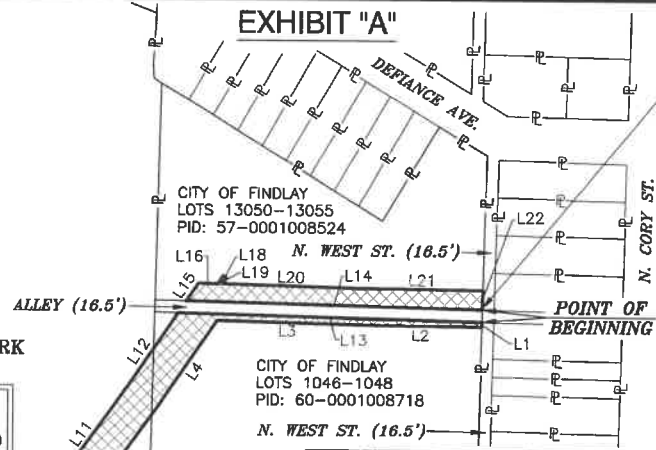 EXHIBIT "A"
DEFIANCE AVE.
CITY OF FINDLAY
LOTS 13050-13055
PID: 57-0001008524
N. WEST ST. (16.5')
L22
N. CORY ST.
L16
L18
L19
L20
L14
L21
L15
ALLEY (16.5')
POINT OF
BEGINNING
L12
L3
L13
L2
L1
RK
L4
CITY OF FINDLAY
LOTS 1046-1048
PID: 60-0001008718
L11
N. WEST ST. (16.5')